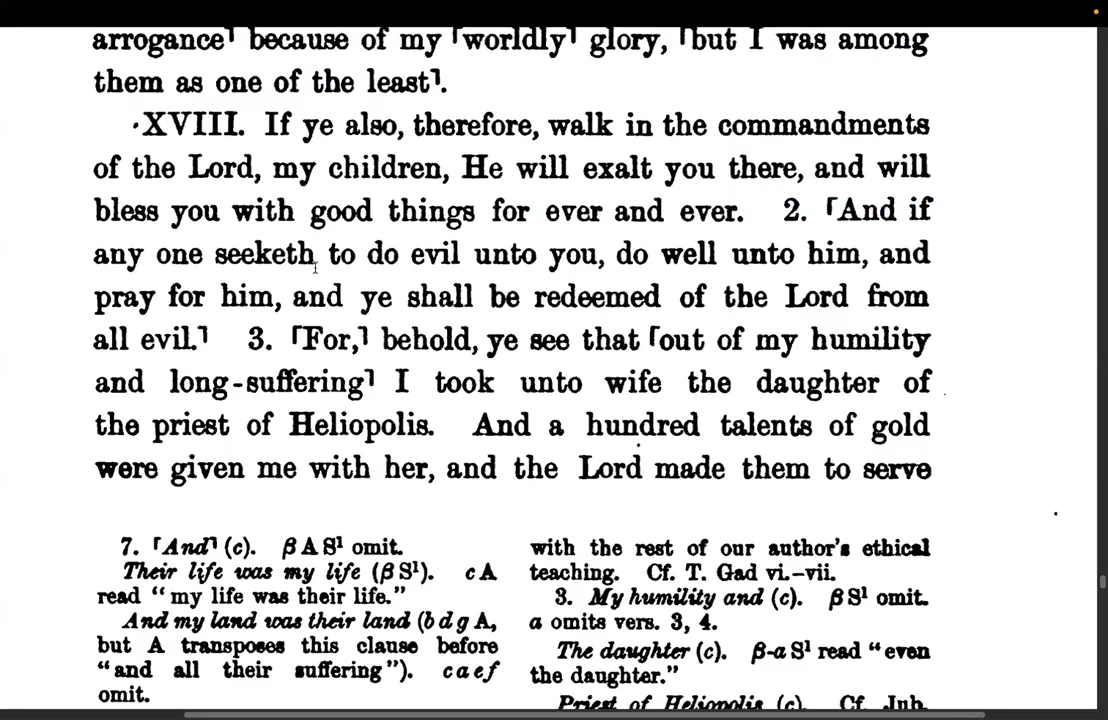 arrogance⌝ because of my ⌜worldly⌝ glory, ⌜but I was among
them as one of the least⌝.
XVIII. If ye also, therefore, walk in the commandments
of the Lord, my children, He will exalt you there, and will
bless you with good things for ever and ever. 2. ⌜And if
any one seeketh to do evil unto you, do well unto him, and
pray for him, and ye shall be redeemed of the Lord from
all evil.⌝ 3. ⌜For,⌝ behold, ye see that ⌜out of my humility
and long-suffering⌝ I took unto wife the daughter of
the priest of Heliopolis. And a hundred talents of gold
were given me with her, and the Lord made them to serve
7. ⌜And⌝ (c). β A S¹ omit.
Their life was my life (β S¹). c A
read “my life was their life.”
And my land was their land (b d g A,
but A transposes this clause before
“and all their suffering”). c a e f
omit.
with the rest of our author's ethical
teaching. Cf. T. Gad vi.–vii.
3. My humility and (c). β S¹ omit.
a omits vers. 3, 4.
The daughter (c). β-a S¹ read “even
the daughter.”
Priest of Heliopolis (c). Cf. Jub.